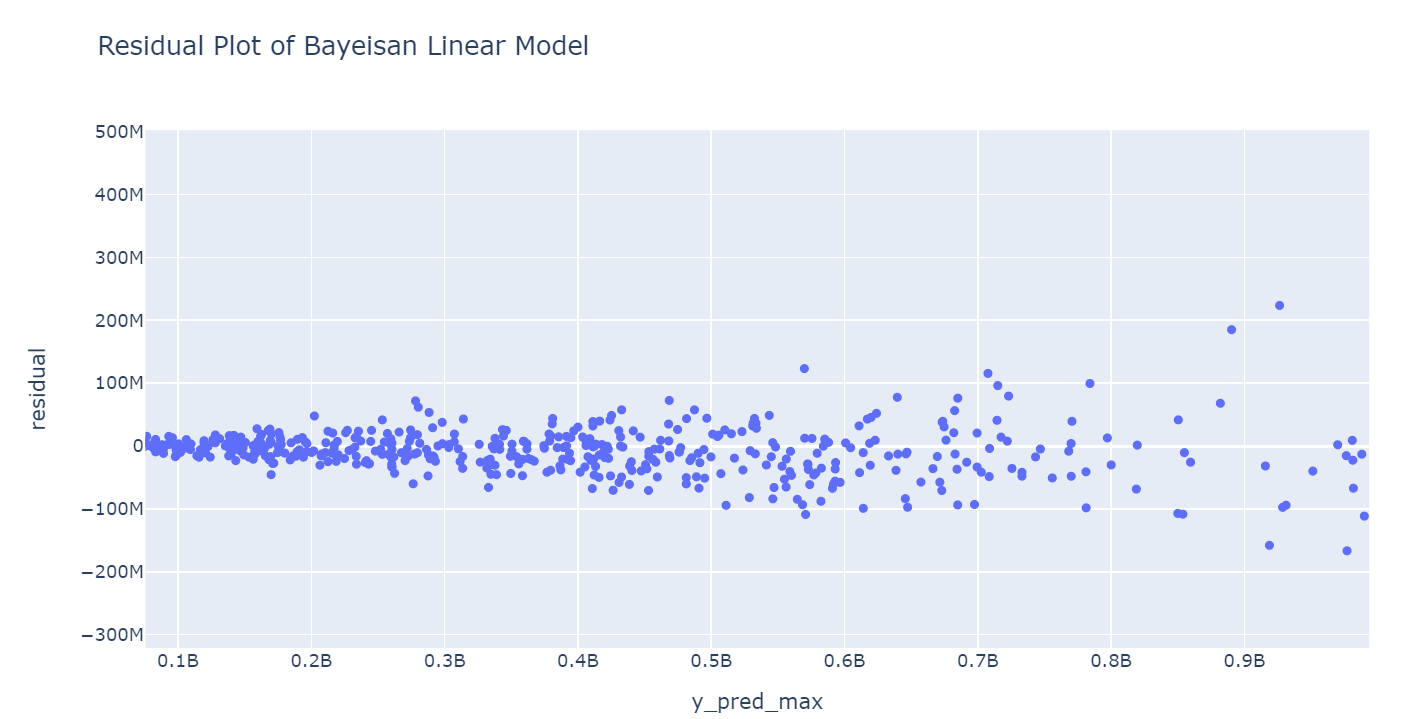 Residual Plot of Bayeisan Linear Model
500M
400M
300M
200M
100M
0
−100M
−200M
−300M
residual
0.1B 0.2B 0.3B 0.4B 0.5B 0.6B 0.7B 0.8B 0.9B
y_pred_max